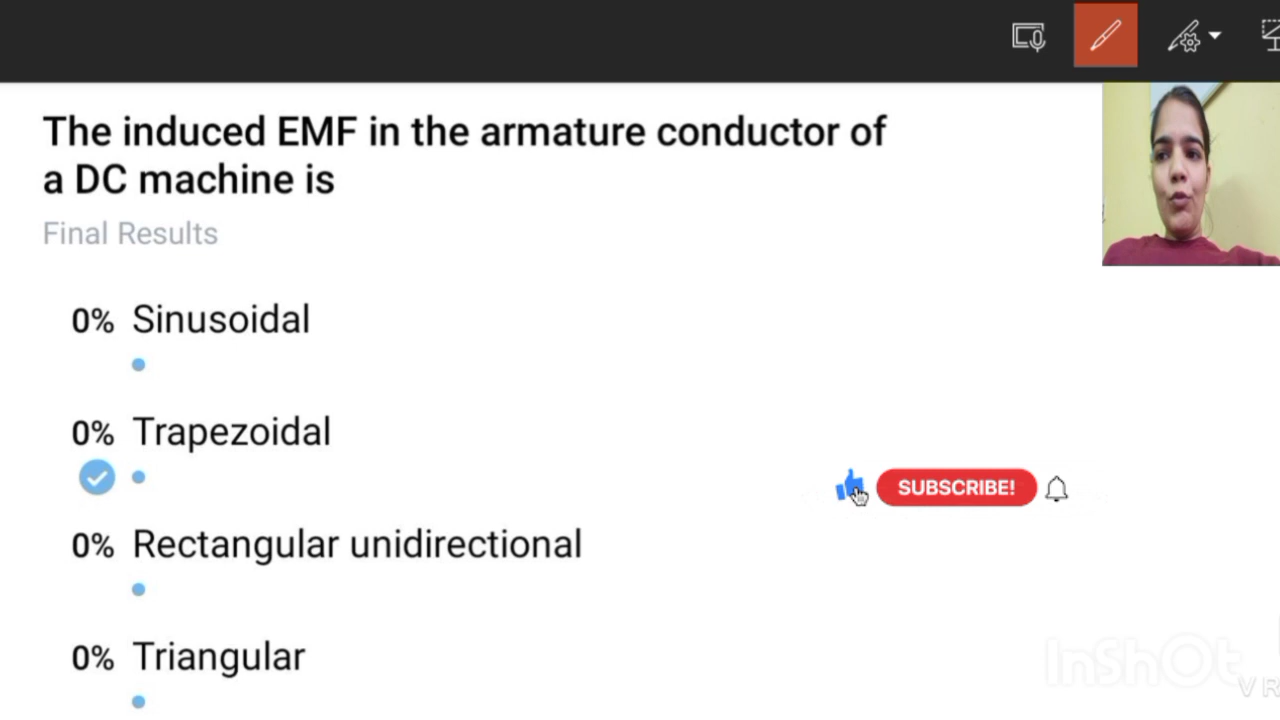 The induced EMF in the armature conductor of
a DC machine is
Final Results
0% Sinusoidal
0% Trapezoidal
SUBSCRIBE!
0% Rectangular unidirectional
0% Triangular
InShOt
VR